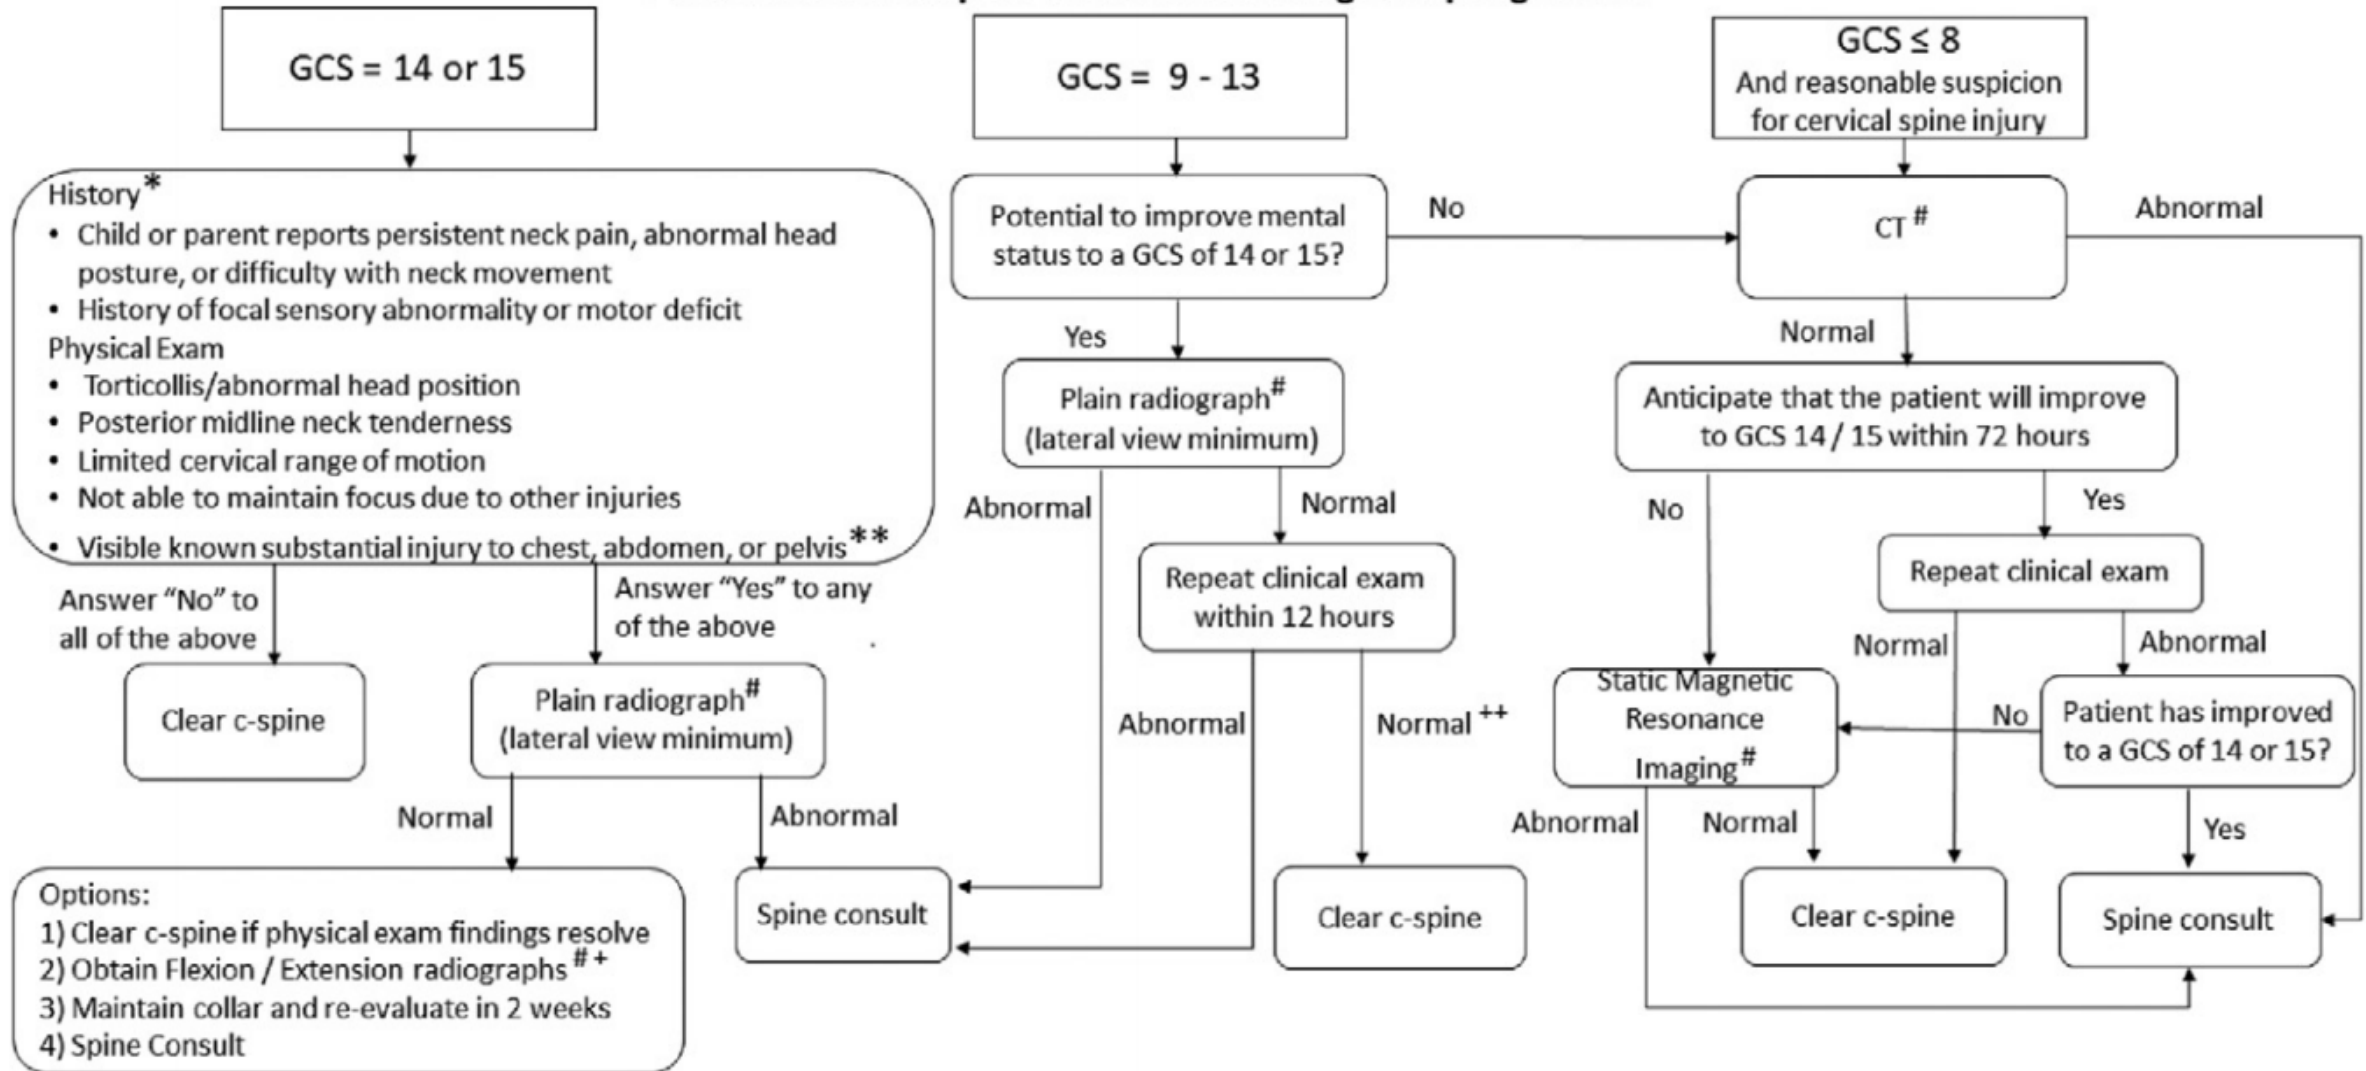 GCS = 14 or 15
History*
• Child or parent reports persistent neck pain, abnormal head
posture, or difficulty with neck movement
• History of focal sensory abnormality or motor deficit
Physical Exam
• Torticollis/abnormal head position
• Posterior midline neck tenderness
• Limited cervical range of motion
• Not able to maintain focus due to other injuries
• Visible known substantial injury to chest, abdomen, or pelvis**
Answer “No” to
all of the above
Answer “Yes” to any
of the above
Clear c-spine
Plain radiograph#
(lateral view minimum)
Normal
Abnormal
Options:
1) Clear c-spine if physical exam findings resolve
2) Obtain Flexion / Extension radiographs #+
3) Maintain collar and re-evaluate in 2 weeks
4) Spine Consult
Spine consult
GCS = 9 - 13
Potential to improve mental
status to a GCS of 14 or 15?
No
Yes
Plain radiograph#
(lateral view minimum)
Abnormal
Normal
Repeat clinical exam
within 12 hours
Abnormal
Normal ++
Clear c-spine
GCS ≤ 8
And reasonable suspicion
for cervical spine injury
CT #
Abnormal
Normal
Anticipate that the patient will improve
to GCS 14 / 15 within 72 hours
No
Yes
Repeat clinical exam
Normal
Abnormal
Static Magnetic
Resonance
Imaging#
No
Patient has improved
to a GCS of 14 or 15?
Abnormal
Normal
Yes
Clear c-spine
Spine consult